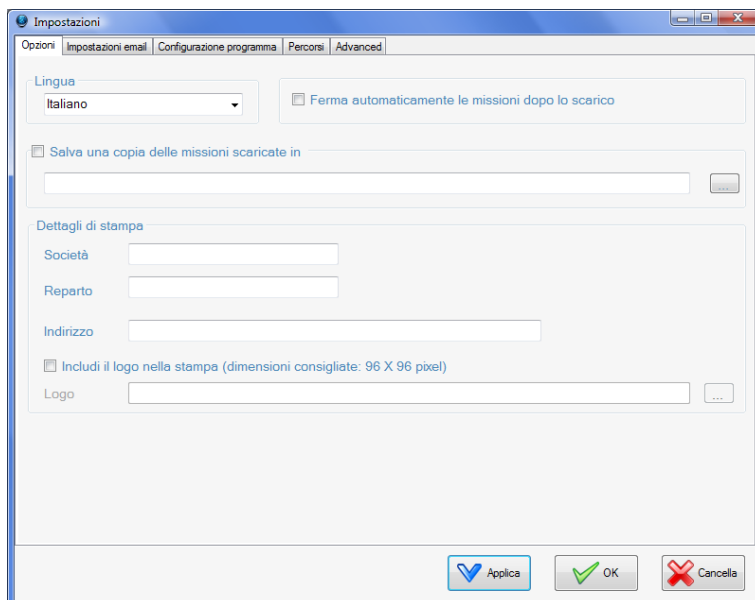 Impostazioni
Opzioni Impostazioni email Configurazione programma Percorsi Advanced
Lingua
Italiano
Ferma automaticamente le missioni dopo lo scarico
Salva una copia delle missioni scaricate in
...
Dettagli di stampa
Società
Reparto
Indirizzo
Includi il logo nella stampa (dimensioni consigliate: 96 X 96 pixel)
Logo
...
Applica OK Cancella